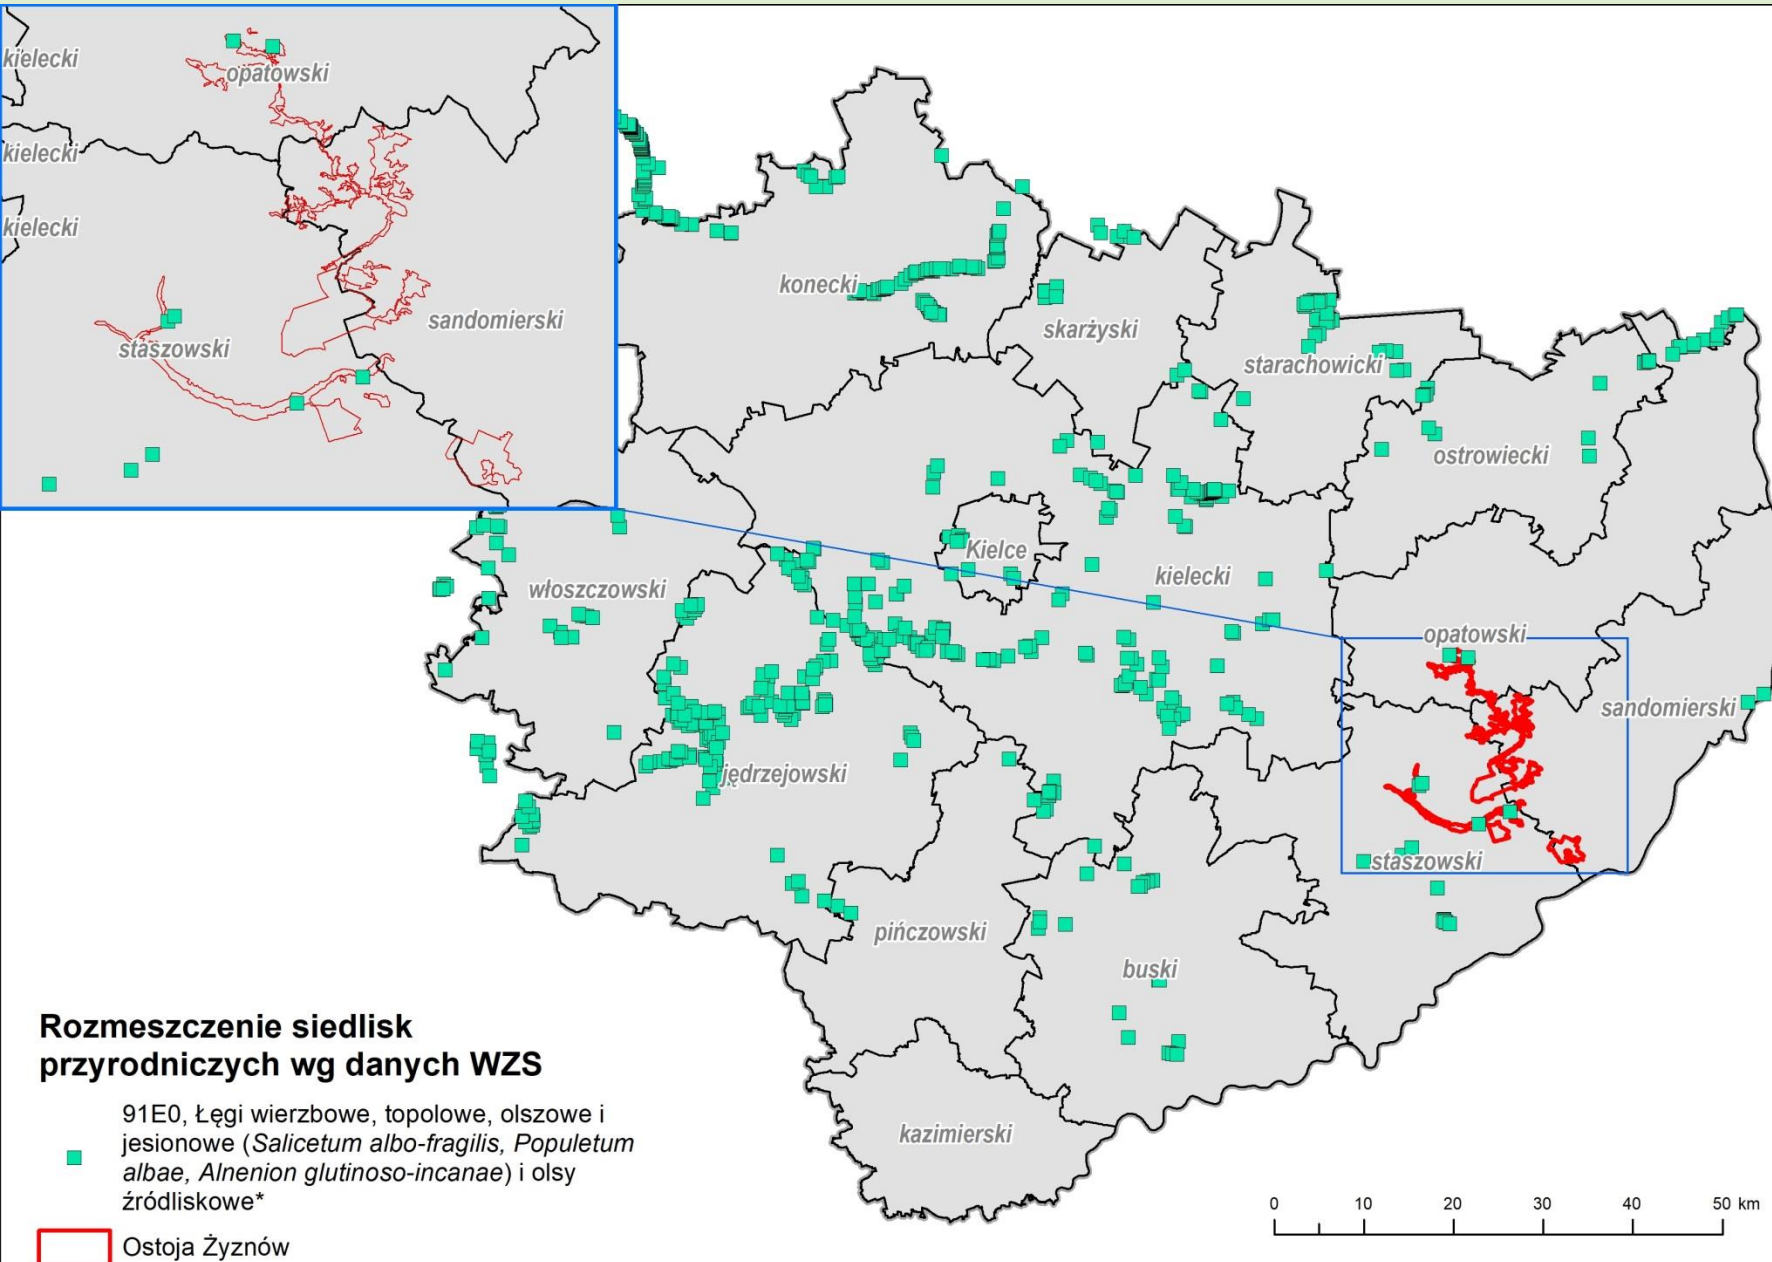 kielecki
opatowski
kielecki
kielecki
sandomierski
staszowski
konecki
skarżyski
starachowicki
ostrowiecki
Kielce
kielecki
włoszczowski
opatowski
sandomierski
jędrzejowski
staszowski
pińczowski
buski
kazimierski
Rozmeszczenie siedlisk
przyrodniczych wg danych WZS
91E0, Łęgi wierzbowe, topolowe, olszowe i
jesionowe (Salicetum albo-fragilis, Populetum
albae, Alnenion glutinoso-incanae) i olsy
źródliskowe*
Ostoja Żyznów
0 10 20 30 40 50 km